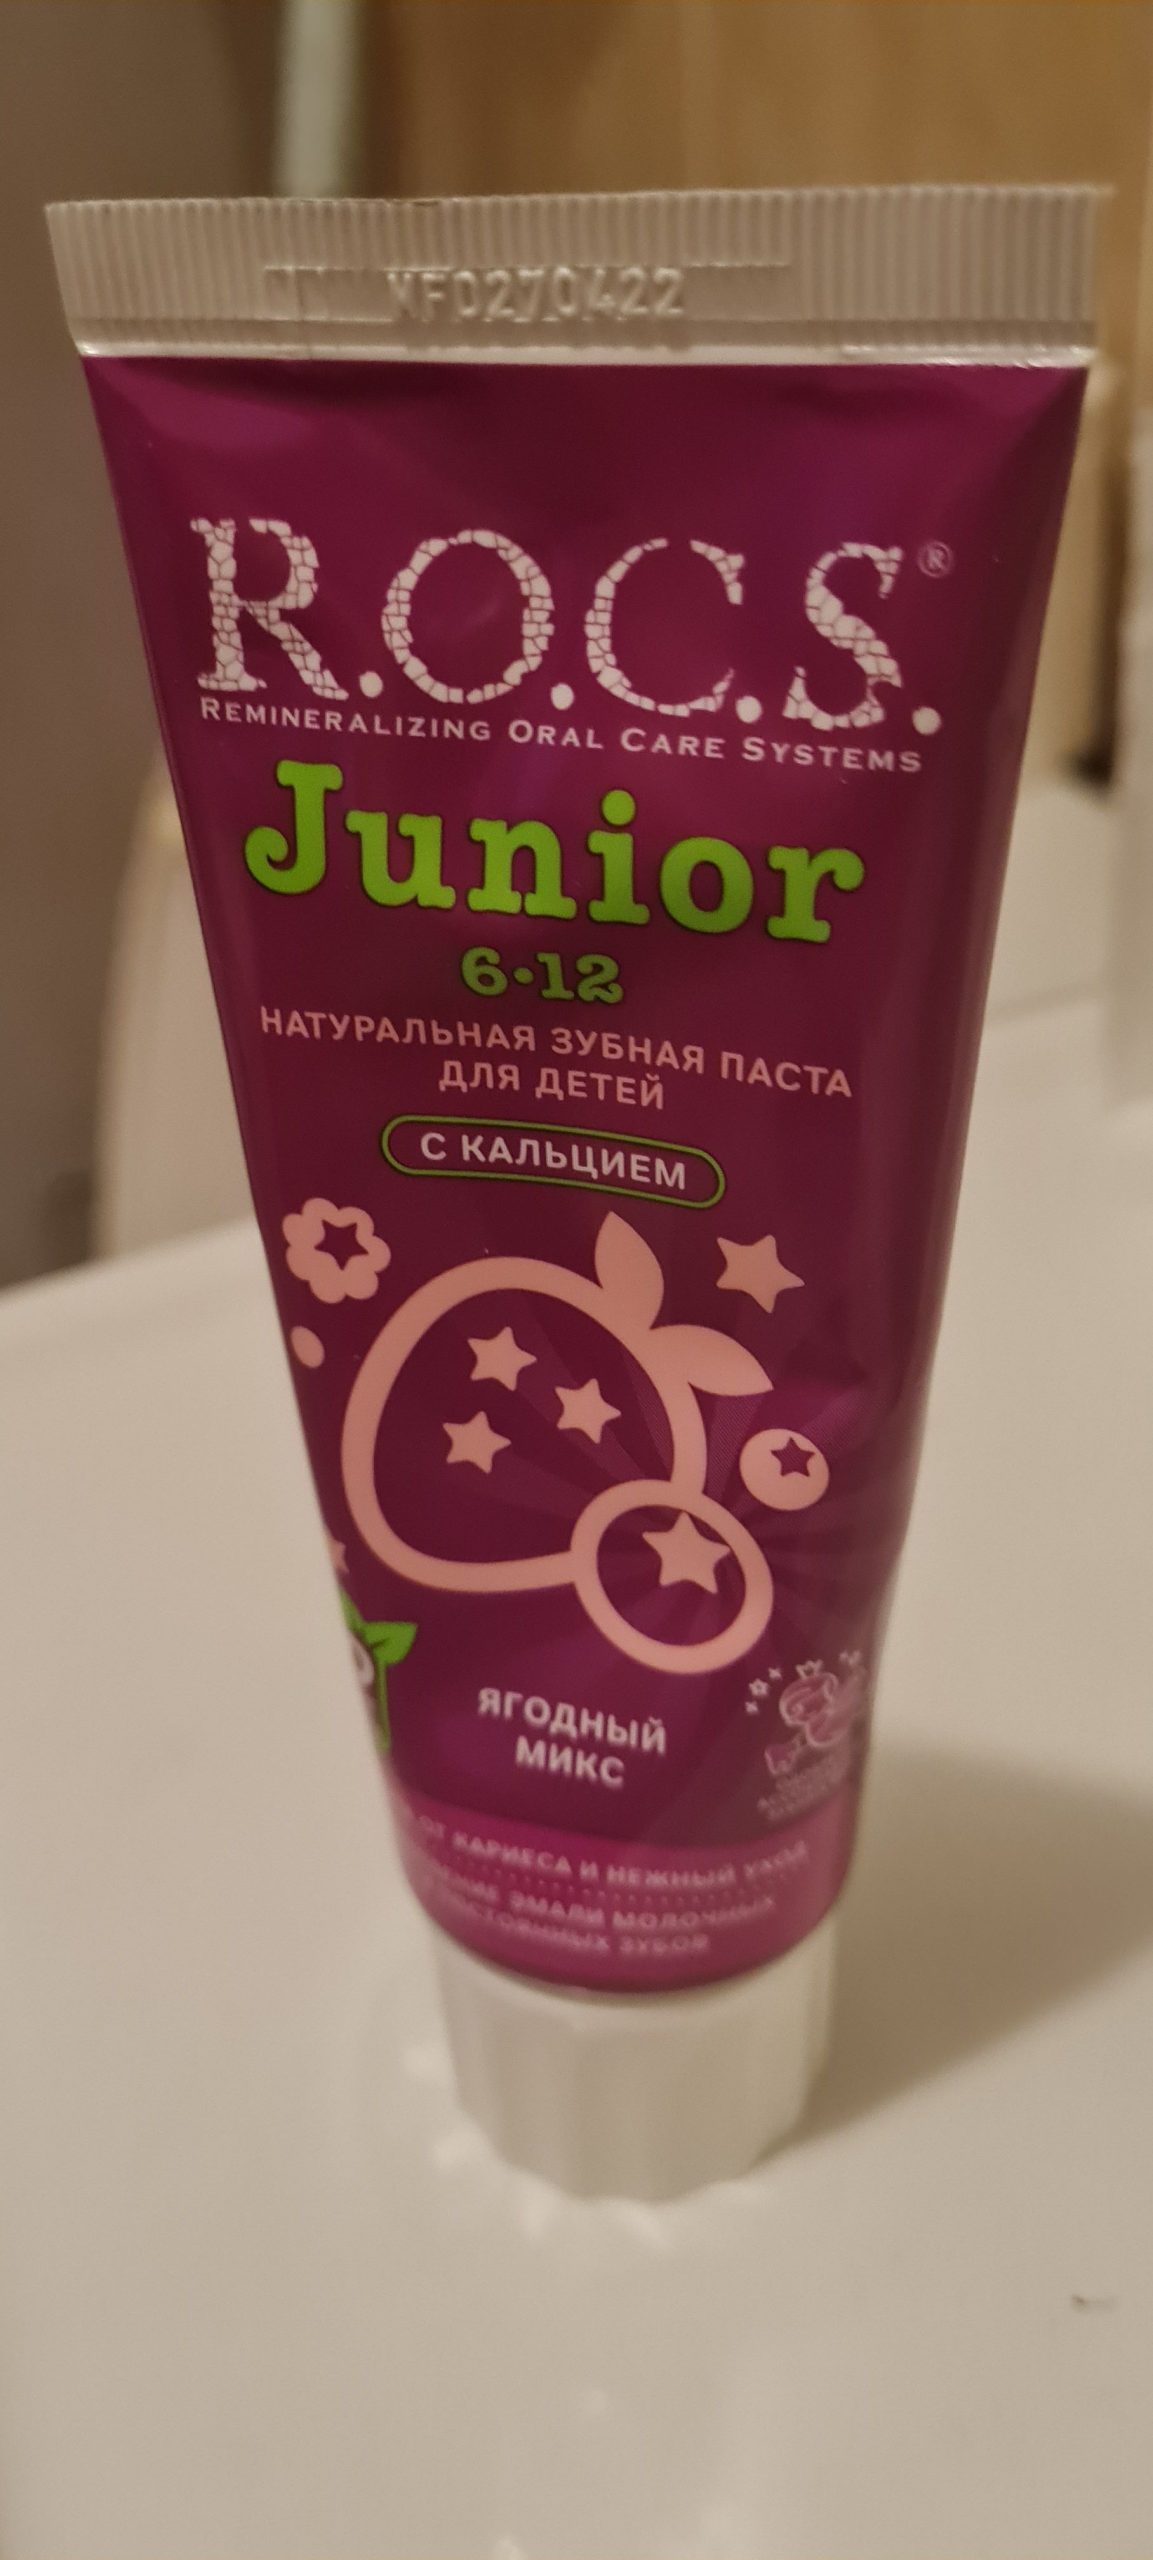 MF0270422
R.O.C.S.®
REMINERALIZING ORAL CARE SYSTEMS
Junior
6•12
НАТУРАЛЬНАЯ ЗУБНАЯ ПАСТА
ДЛЯ ДЕТЕЙ
С КАЛЬЦИЕМ
ЯГОДНЫЙ
МИКС
ОТ КАРИЕСА И НЕЖНЫЙ УХОД
ЭМАЛИ МОЛОЧНЫХ
ЗУБОВ